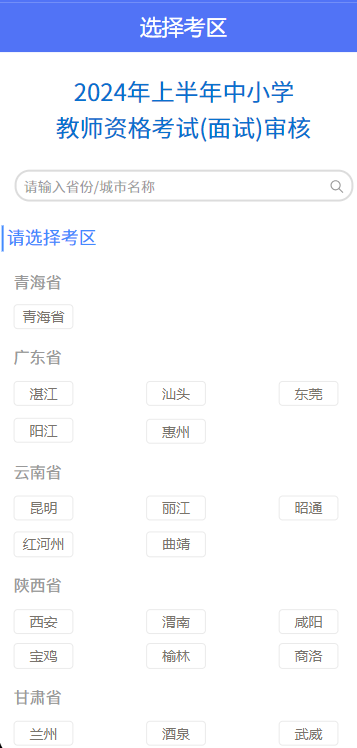 选择考区
2024年上半年中小学
教师资格考试(面试)审核
请输入省份/城市名称
请选择考区
青海省
青海省
广东省
湛江 汕头 东莞
阳江 惠州
云南省
昆明 丽江 昭通
红河州 曲靖
陕西省
西安 渭南 咸阳
宝鸡 榆林 商洛
甘肃省
兰州 酒泉 武威